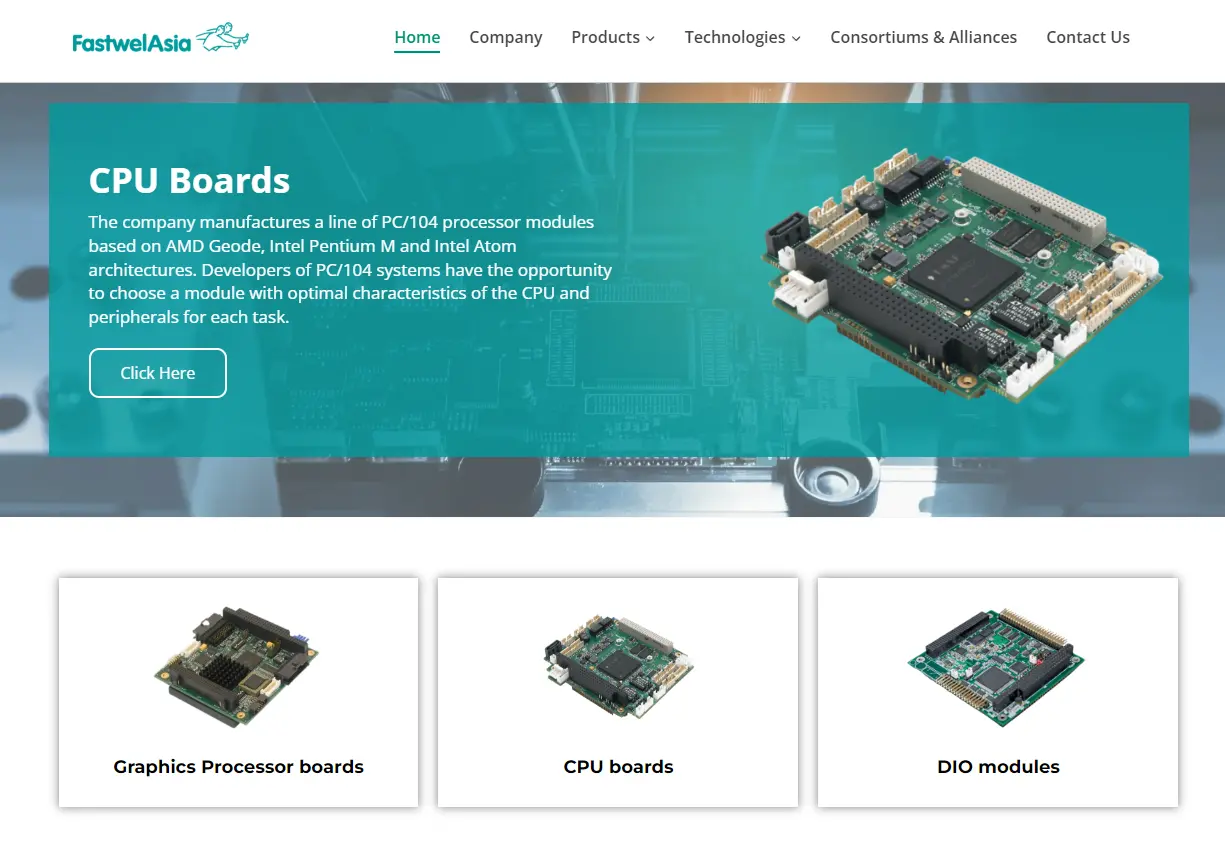 FastwelAsia
Home
Company
Products
Technologies
Consortiums & Alliances
Contact Us
CPU Boards
The company manufactures a line of PC/104 processor modules
based on AMD Geode, Intel Pentium M and Intel Atom
architectures. Developers of PC/104 systems have the opportunity
to choose a module with optimal characteristics of the CPU and
peripherals for each task.
Click Here
Graphics Processor boards
CPU boards
DIO modules